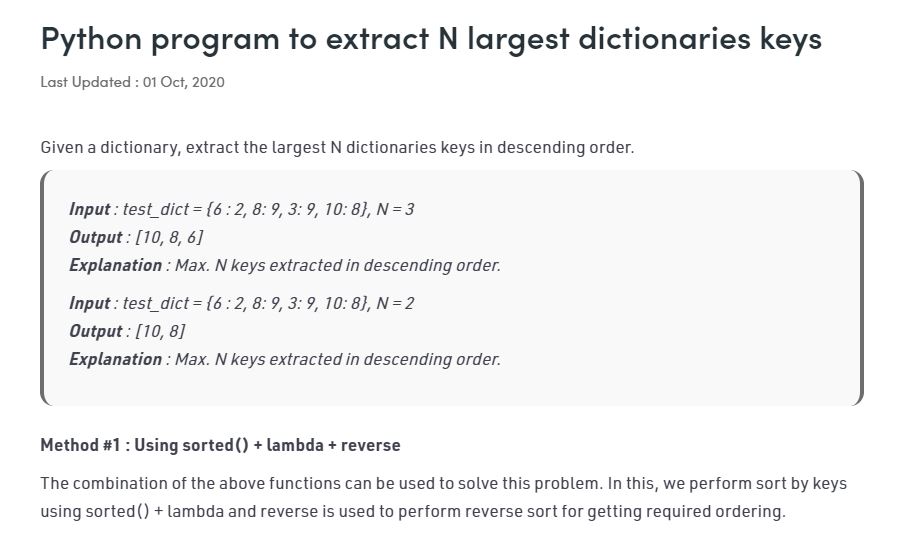 Python program to extract N largest dictionaries keys
Last Updated : 01 Oct, 2020
Given a dictionary, extract the largest N dictionaries keys in descending order.
Input : test_dict = {6 : 2, 8: 9, 3: 9, 10: 8}, N = 3
Output : [10, 8, 6]
Explanation : Max. N keys extracted in descending order.
Input : test_dict = {6 : 2, 8: 9, 3: 9, 10: 8}, N = 2
Output : [10, 8]
Explanation : Max. N keys extracted in descending order.
Method #1 : Using sorted() + lambda + reverse
The combination of the above functions can be used to solve this problem. In this, we perform sort by keys
using sorted() + lambda and reverse is used to perform reverse sort for getting required ordering.